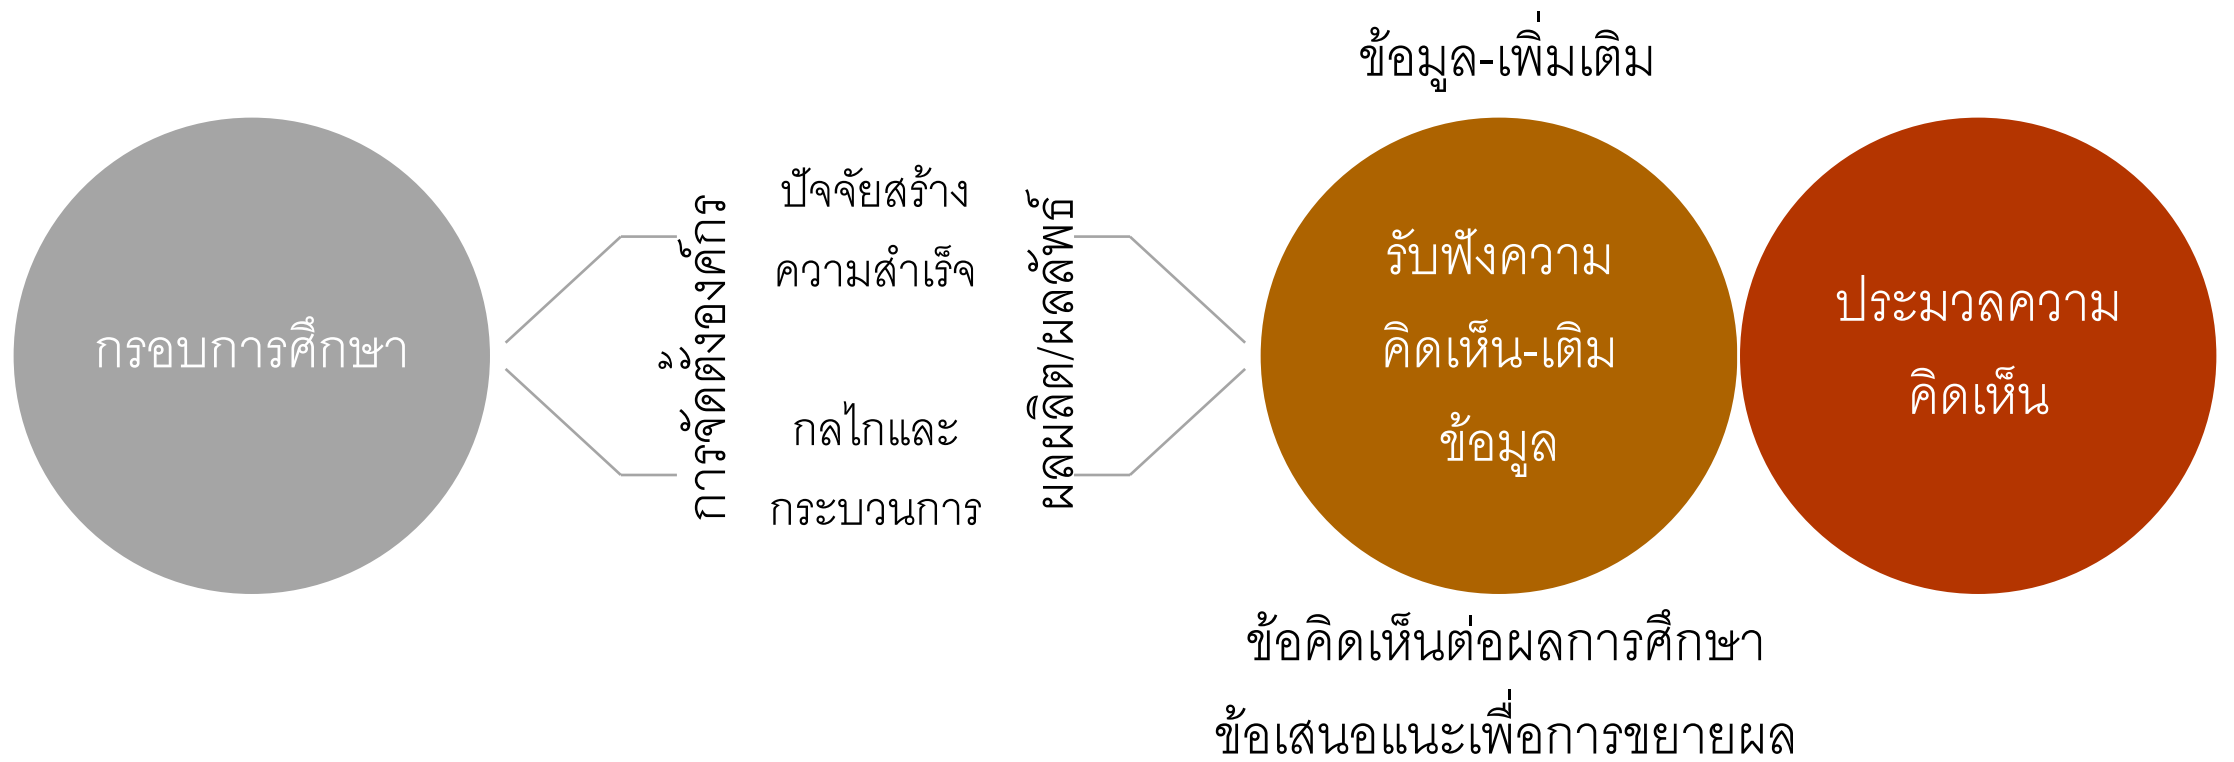 กรอบการศึกษา
การจัดตั้งองค์กร
ปัจจัยสร้าง
ความสำเร็จ
กลไกและ
กระบวนการ
ผลผลิต/ผลลัพธ์
ข้อมูล-เพิ่มเติม
รับฟังความ
คิดเห็น-เติม
ข้อมูล
ข้อคิดเห็นต่อผลการศึกษา
ข้อเสนอแนะเพื่อการขยายผล
ประมวลความ
คิดเห็น